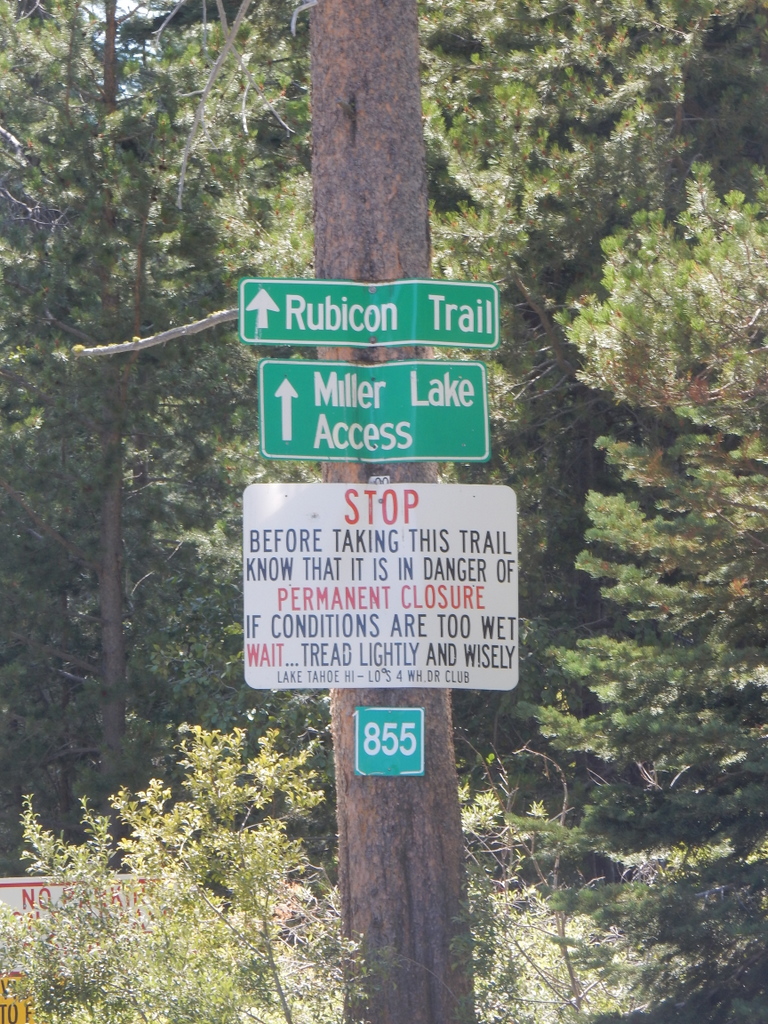 Rubicon Trail
Miller Lake
Access
STOP
BEFORE TAKING THIS TRAIL
KNOW THAT IT IS IN DANGER OF
PERMANENT CLOSURE
IF CONDITIONS ARE TOO WET
WAIT...TREAD LIGHTLY AND WISELY
LAKE TAHOE HI-LO'S 4 WH.DR CLUB
855
NO
TO F